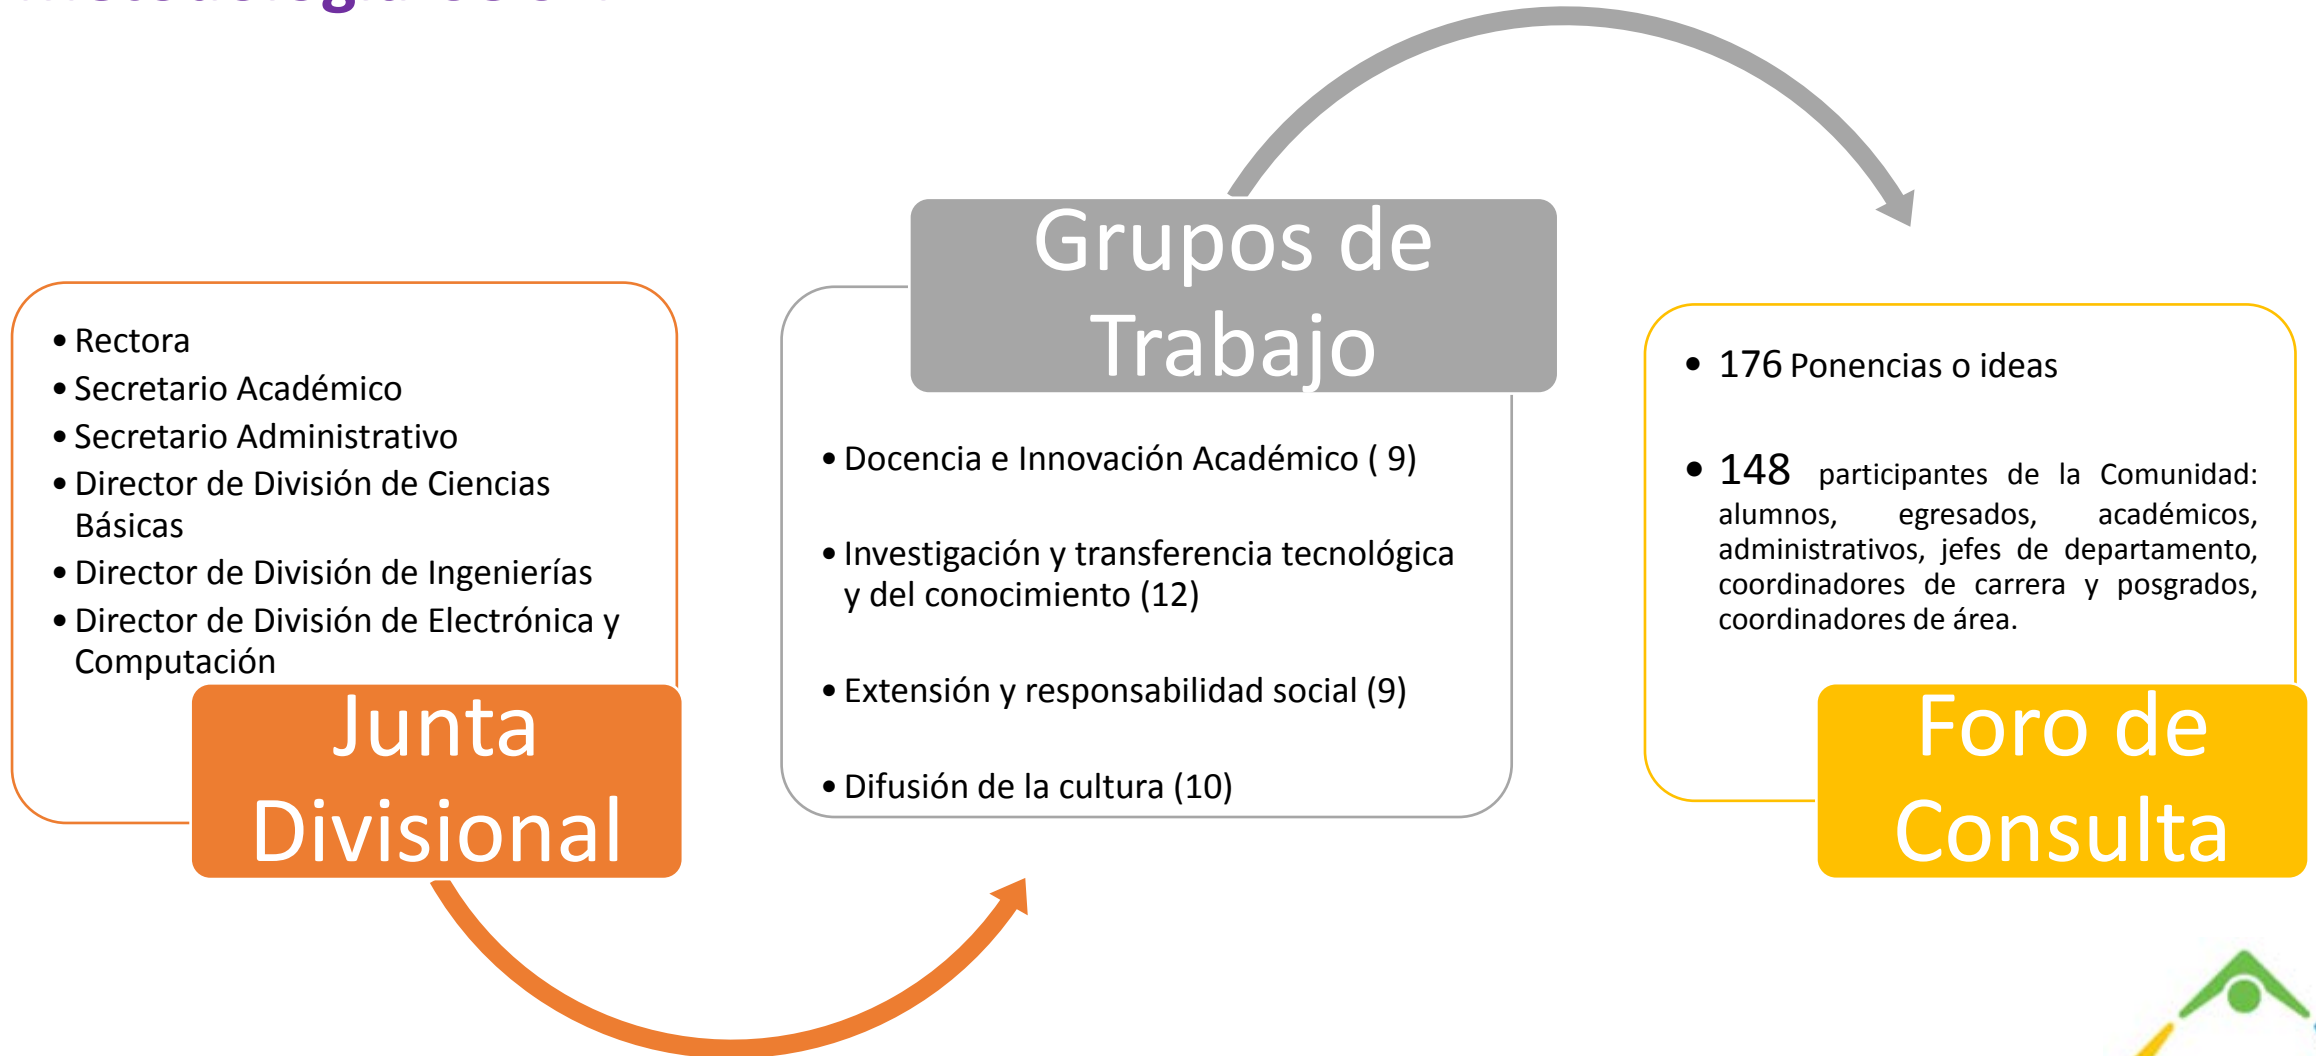 • Rectora
• Secretario Académico
• Secretario Administrativo
• Director de División de Ciencias
Básicas
• Director de División de Ingenierías
• Director de División de Electrónica y
Computación
Junta
Divisional
Grupos de
Trabajo
• Docencia e Innovación Académico ( 9)
• Investigación y transferencia tecnológica
y del conocimiento (12)
• Extensión y responsabilidad social (9)
• Difusión de la cultura (10)
• 176 Ponencias o ideas
• 148 participantes de la Comunidad:
alumnos, egresados, académicos,
administrativos, jefes de departamento,
coordinadores de carrera y posgrados,
coordinadores de área.
Foro de
Consulta